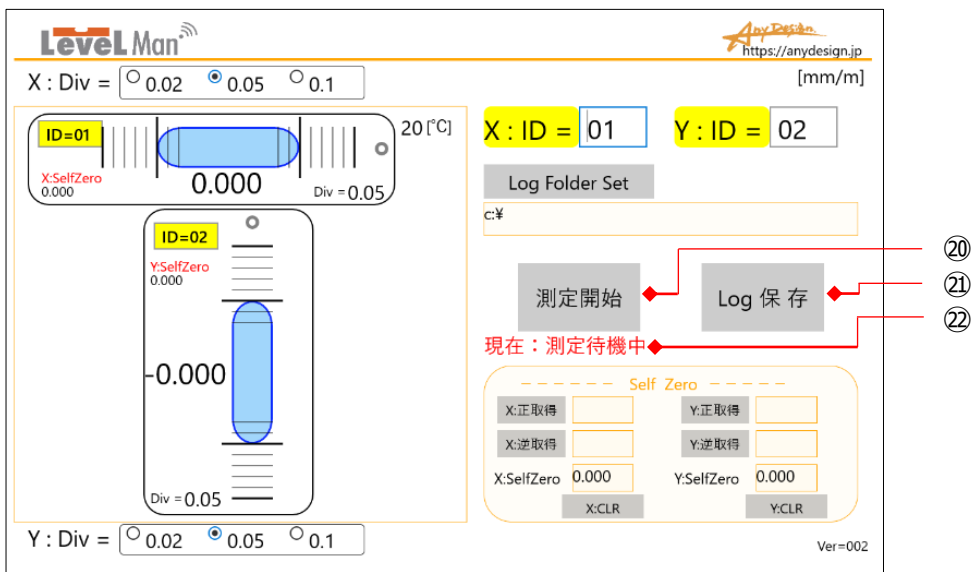 LeveL Man
AnyDesign
https://anydesign.jp
X : Div = 0.02 0.05 0.1
[mm/m]
ID=01
20 [℃]
X:SelfZero
0.000
0.000
Div = 0.05
X : ID = 01
Y : ID = 02
Log Folder Set
c:¥
ID=02
Y:SelfZero
0.000
-0.000
Div = 0.05
測定開始
Log 保 存
⑳
㉑
㉒
現在：測定待機中
Self Zero
X:正取得
Y:正取得
X:逆取得
Y:逆取得
X:SelfZero 0.000
Y:SelfZero 0.000
X:CLR
Y:CLR
Y : Div = 0.02 0.05 0.1
Ver=002